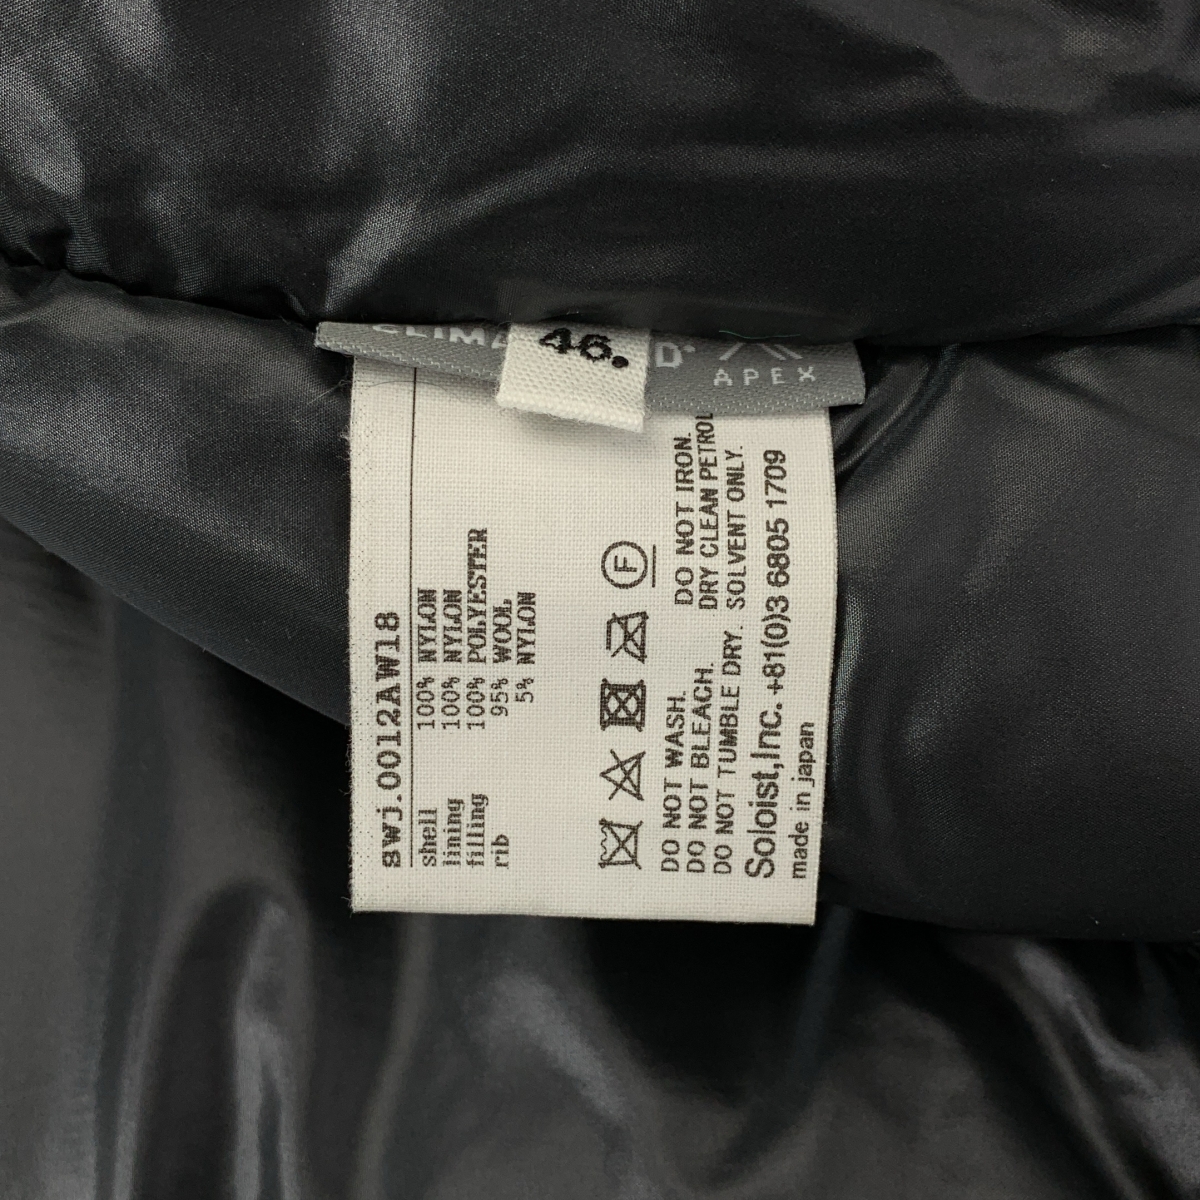 46.
APEX
swj.0012AW18
shell 100% NYLON
lining 100% NYLON
filling 100% POLYESTER
rib 95% WOOL
5% NYLON
F
DO NOT WASH. DO NOT IRON.
DO NOT BLEACH. DRY CLEAN PETROL
DO NOT TUMBLE DRY. SOLVENT ONLY.
Soloist,Inc. +81(0)3 6805 1709
made in japan